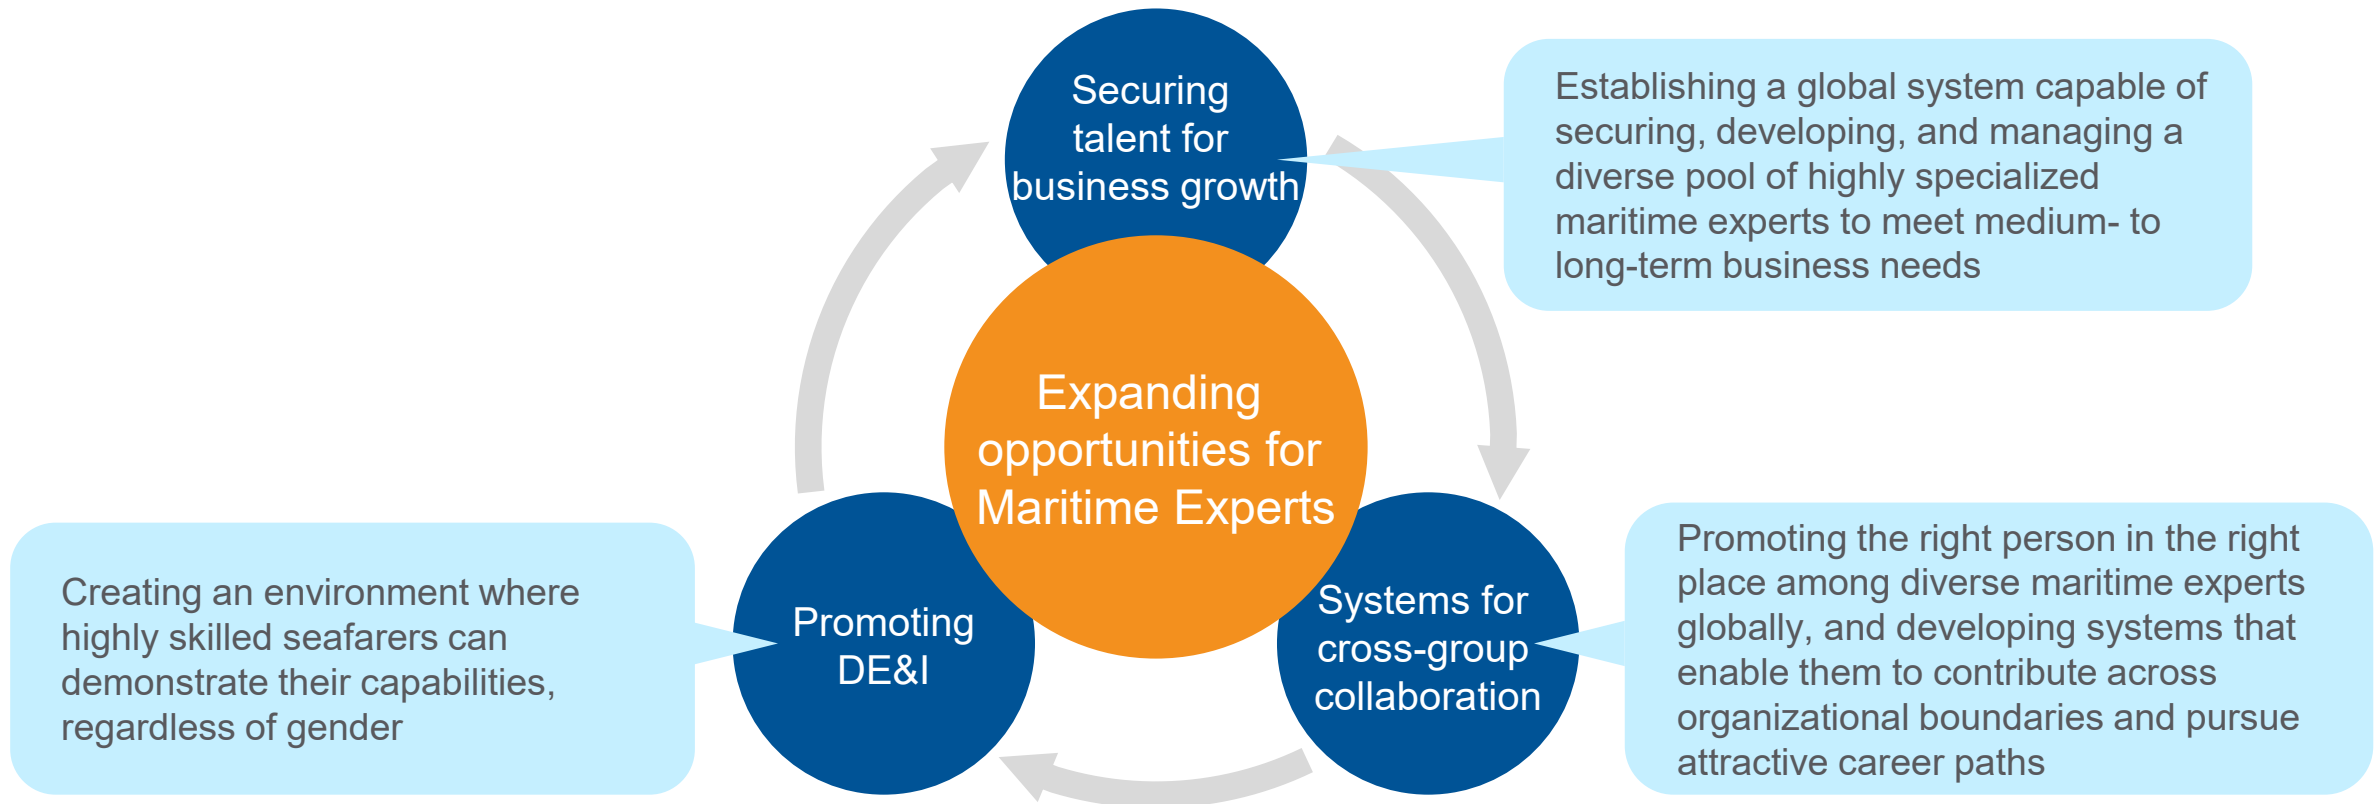 Securing
talent for
business growth
Establishing a global system capable of
securing, developing, and managing a
diverse pool of highly specialized
maritime experts to meet medium- to
long-term business needs
Expanding
opportunities for
Maritime Experts
Creating an environment where
highly skilled seafarers can
demonstrate their capabilities,
regardless of gender
Promoting
DE&I
Systems for
cross-group
collaboration
Promoting the right person in the right
place among diverse maritime experts
globally, and developing systems that
enable them to contribute across
organizational boundaries and pursue
attractive career paths